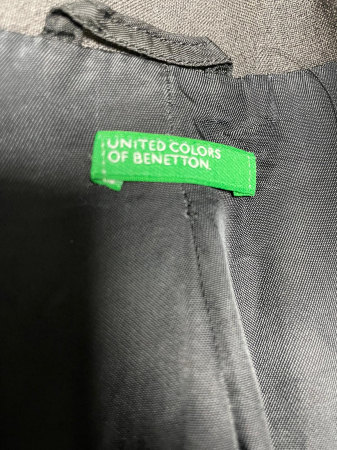 UNITED COLORS
OF BENETTON.